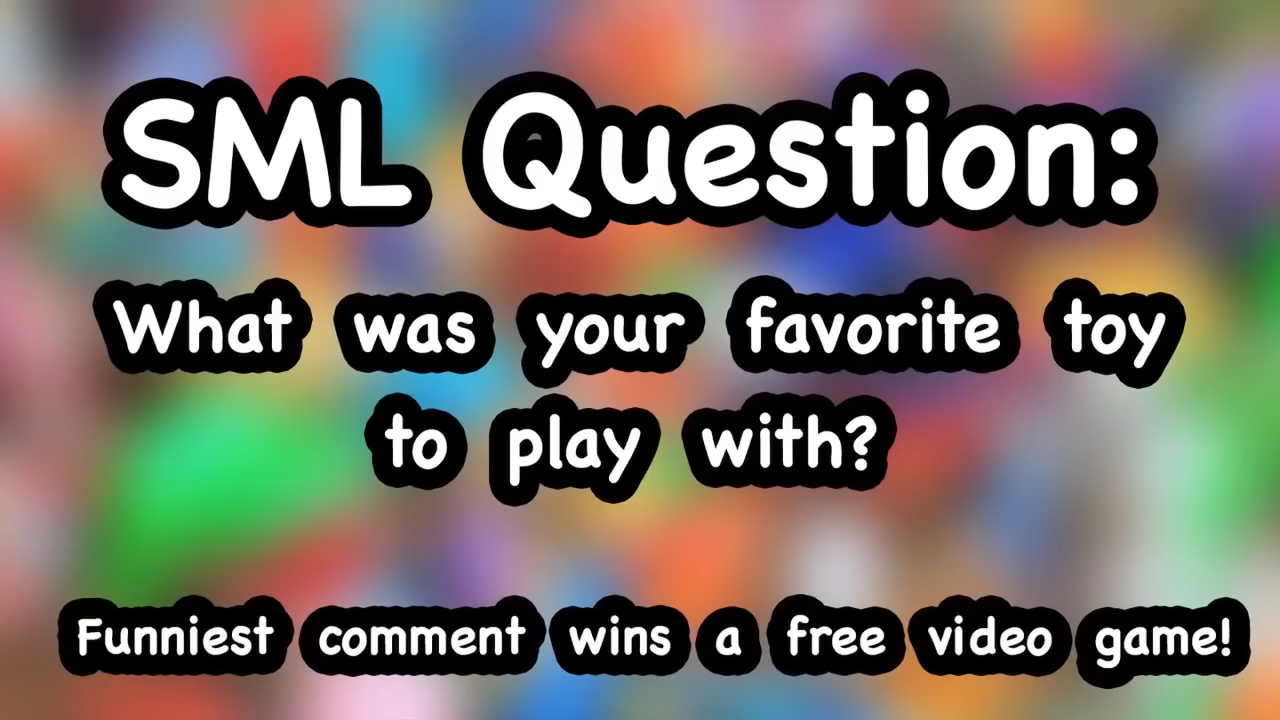 SML Question:
What was your favorite toy
to play with?
Funniest comment wins a free video game!